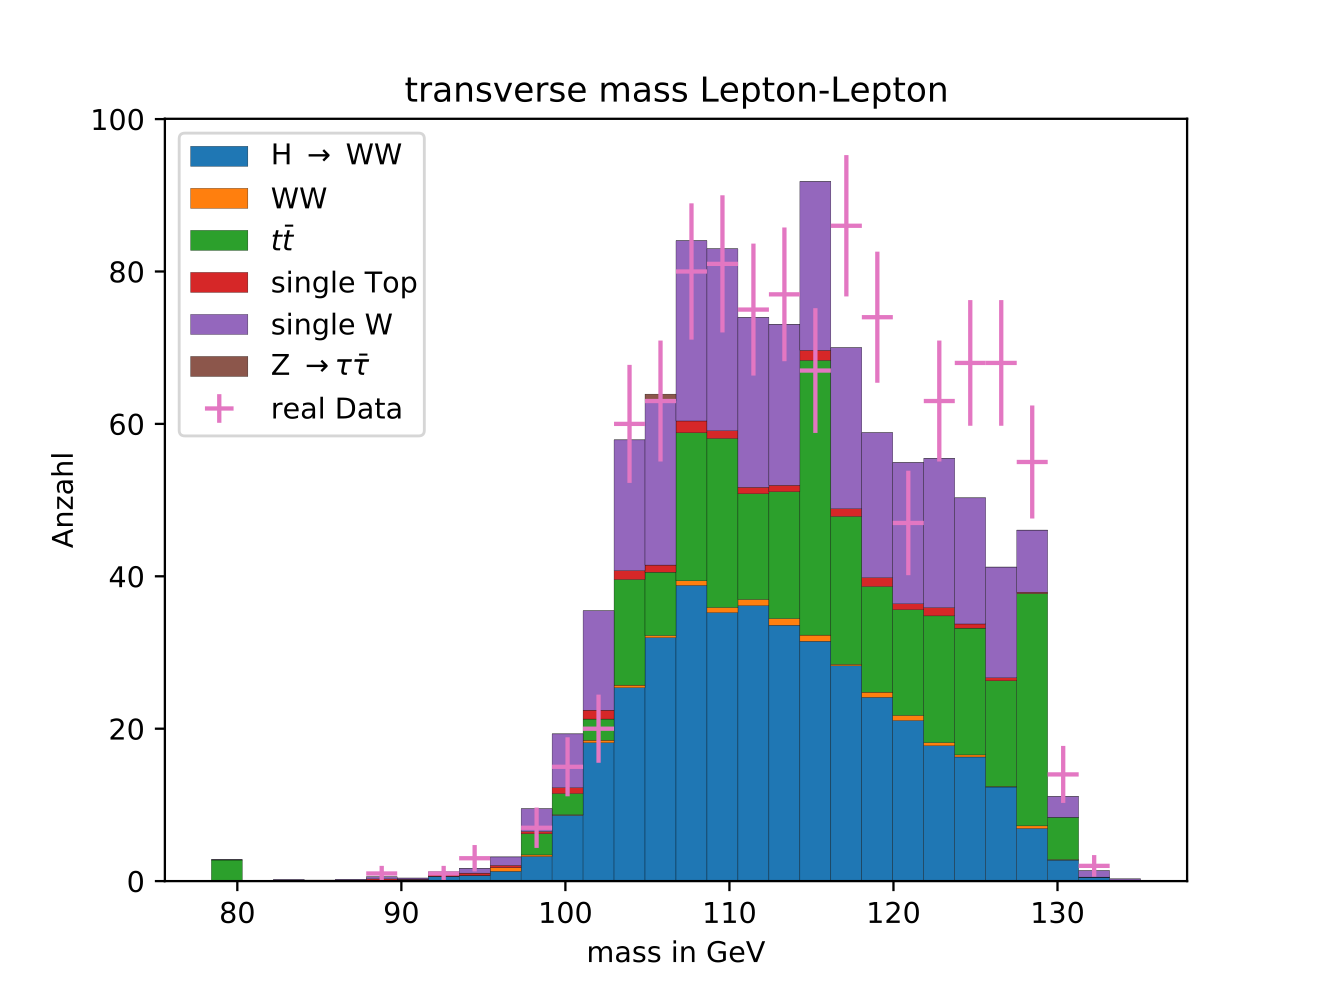 transverse mass Lepton-Lepton
100
80
60
40
20
0
Anzahl
H → WW
WW
tt̄
single Top
single W
Z → ττ̄
real Data
80 90 100 110 120 130
mass in GeV